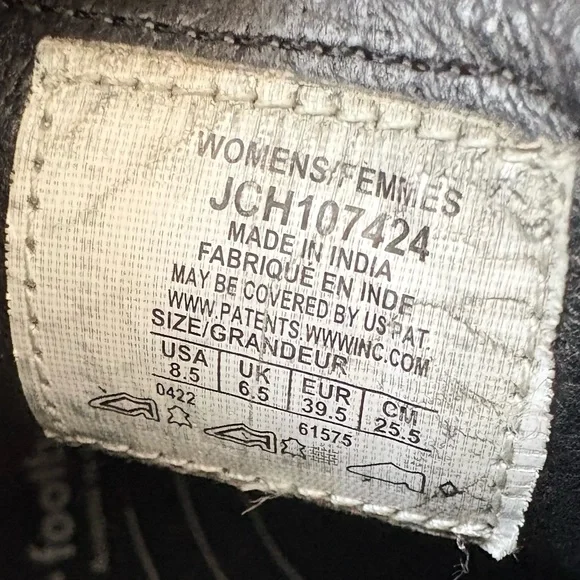 WOMENS/FEMMES
JCH107424
MADE IN INDIA
FABRIQUÉ EN INDE
MAY BE COVERED BY US PAT.
WWW.PATENTS.WWWINC.COM
SIZE/GRANDEUR
USA UK EUR CM
8.5 6.5 39.5 25.5
0422 61575
foot